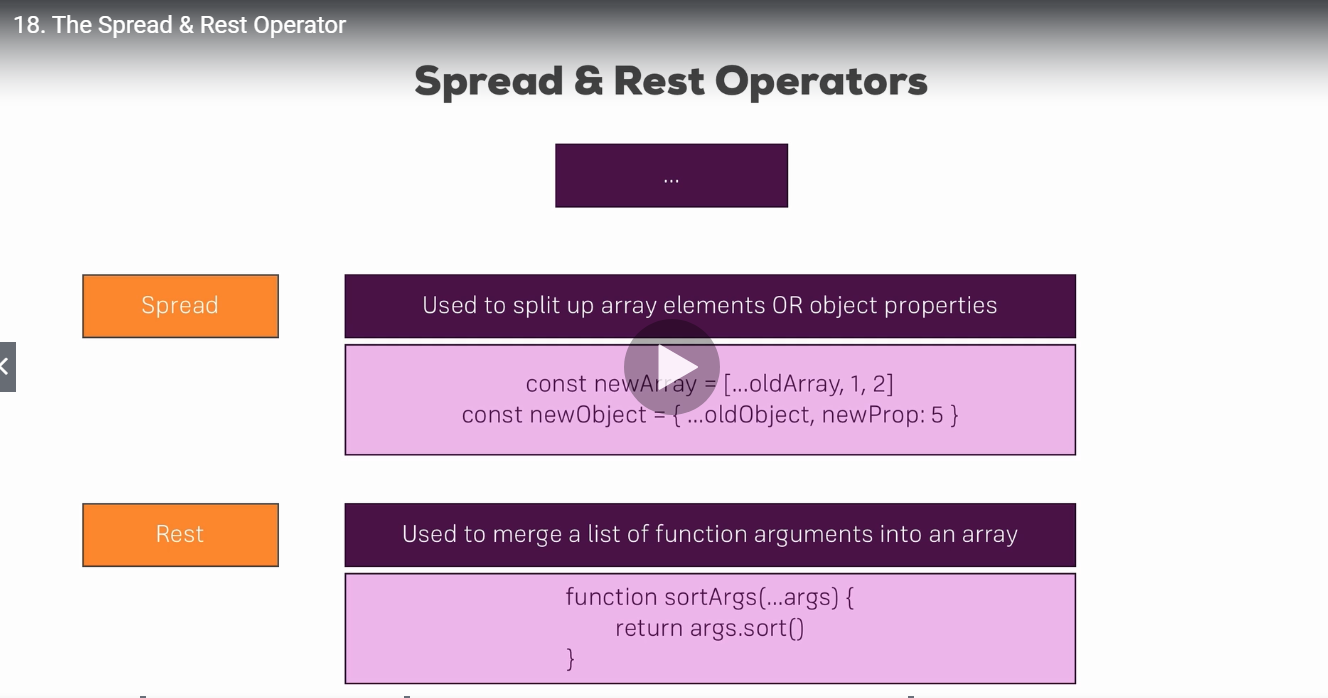 18. The Spread & Rest Operator
Spread & Rest Operators
...
Spread
Used to split up array elements OR object properties
const newArray = [...oldArray, 1, 2]
const newObject = { ...oldObject, newProp: 5 }
Rest
Used to merge a list of function arguments into an array
function sortArgs(...args) {
return args.sort()
}